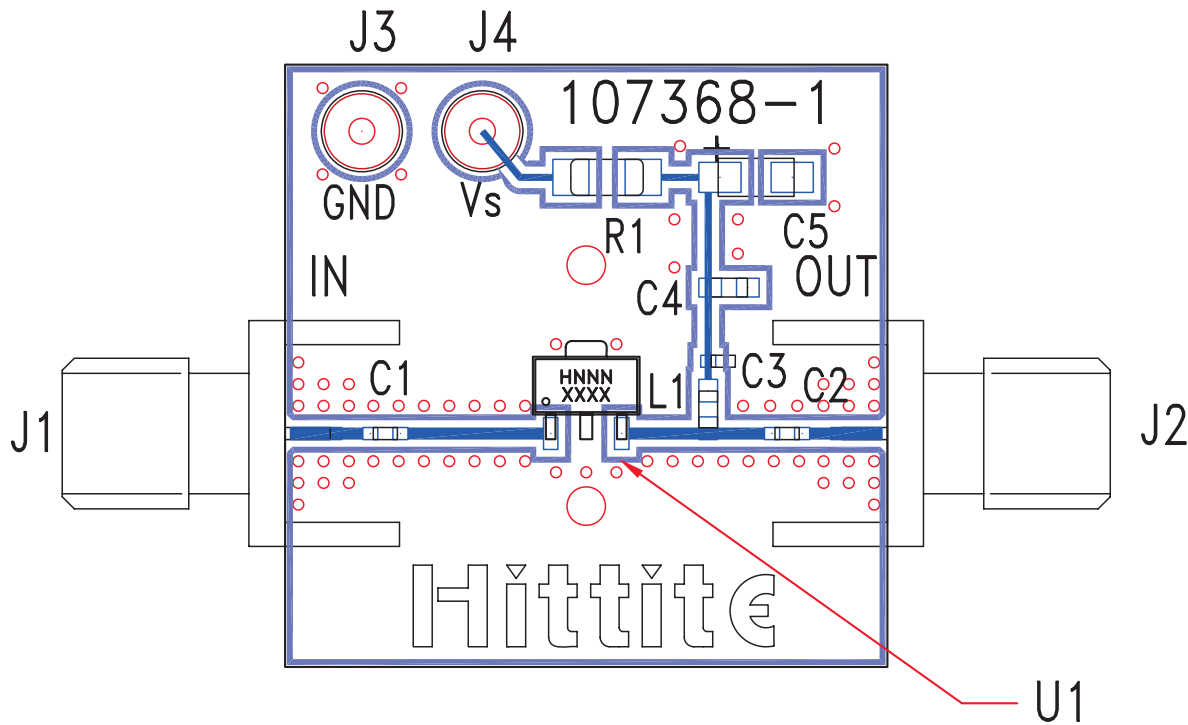 J3 J4
107368-1
GND Vs
R1 C5
IN OUT
C4
C1 HNNN L1 C3 C2
XXXX
J1 J2
Hittite
U1